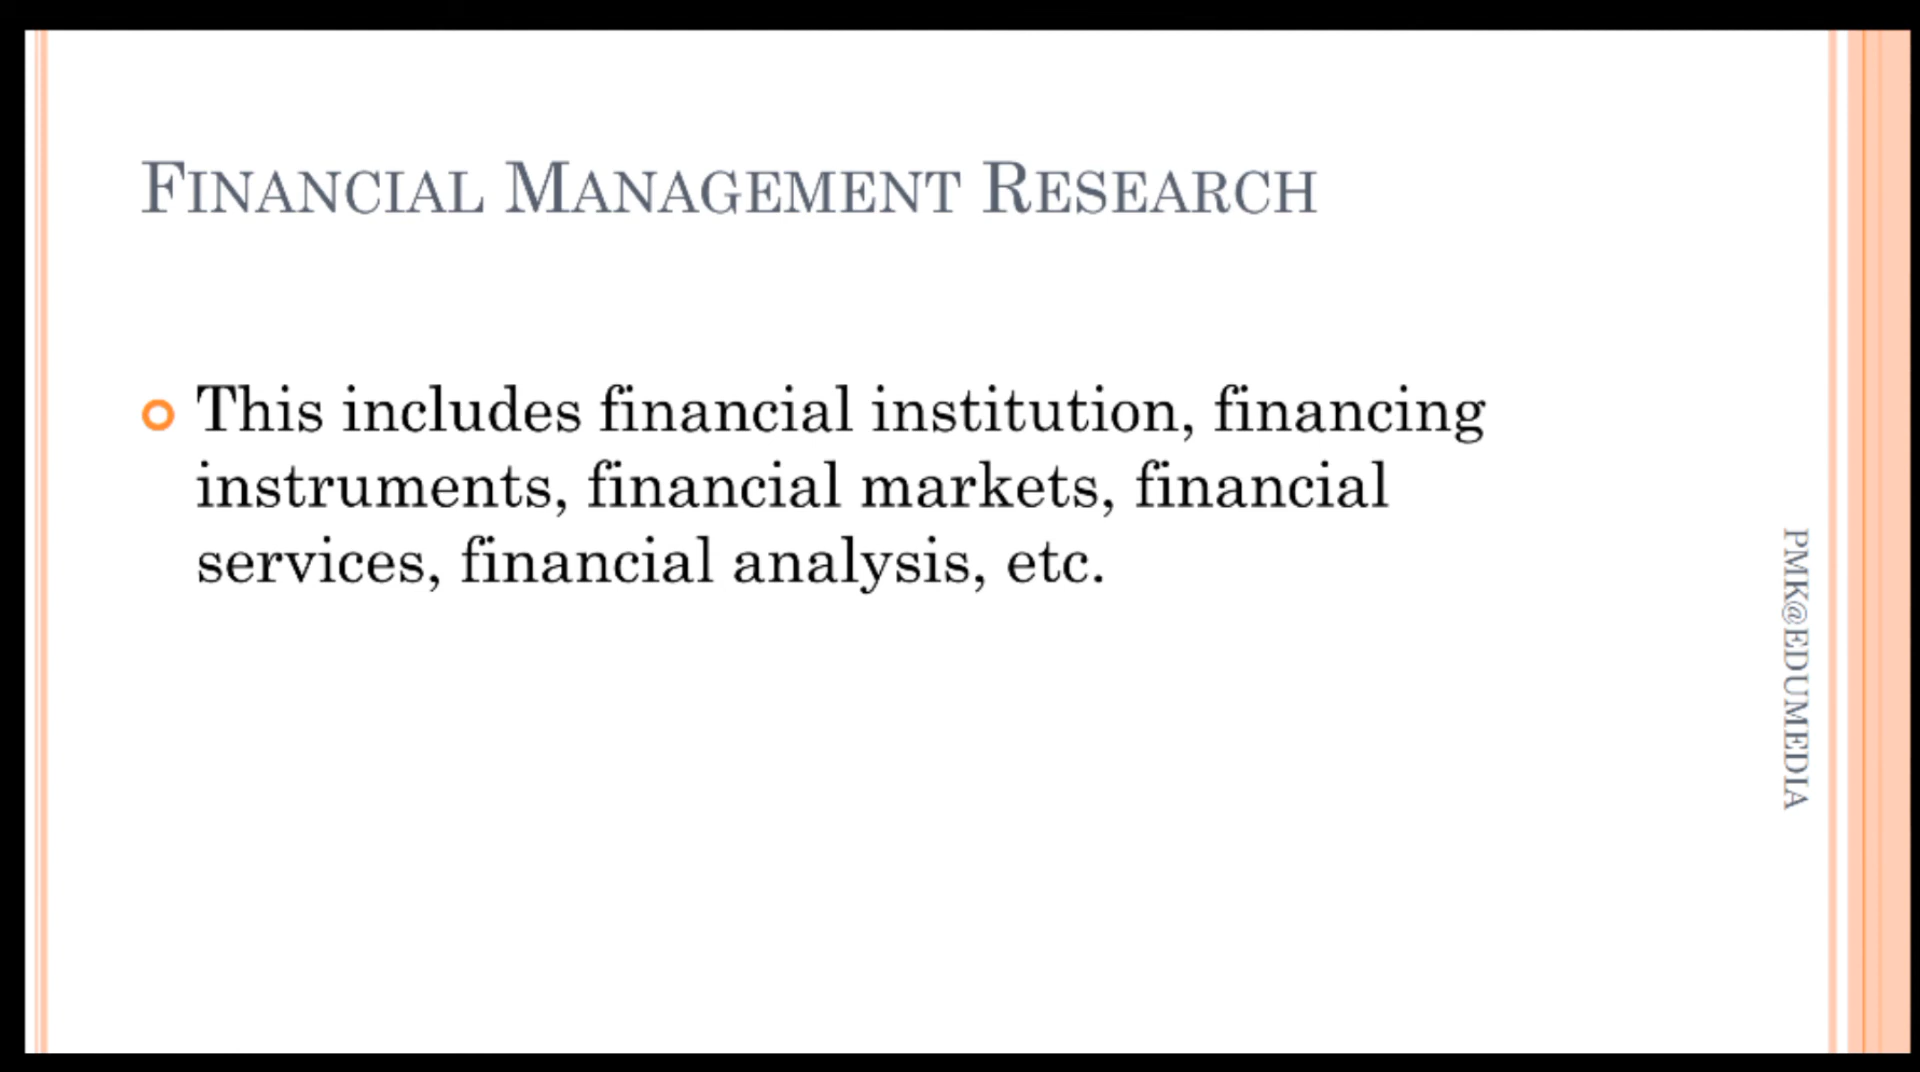 Financial Management Research
This includes financial institution, financing
instruments, financial markets, financial
services, financial analysis, etc.
PMK@EDUMEDIA